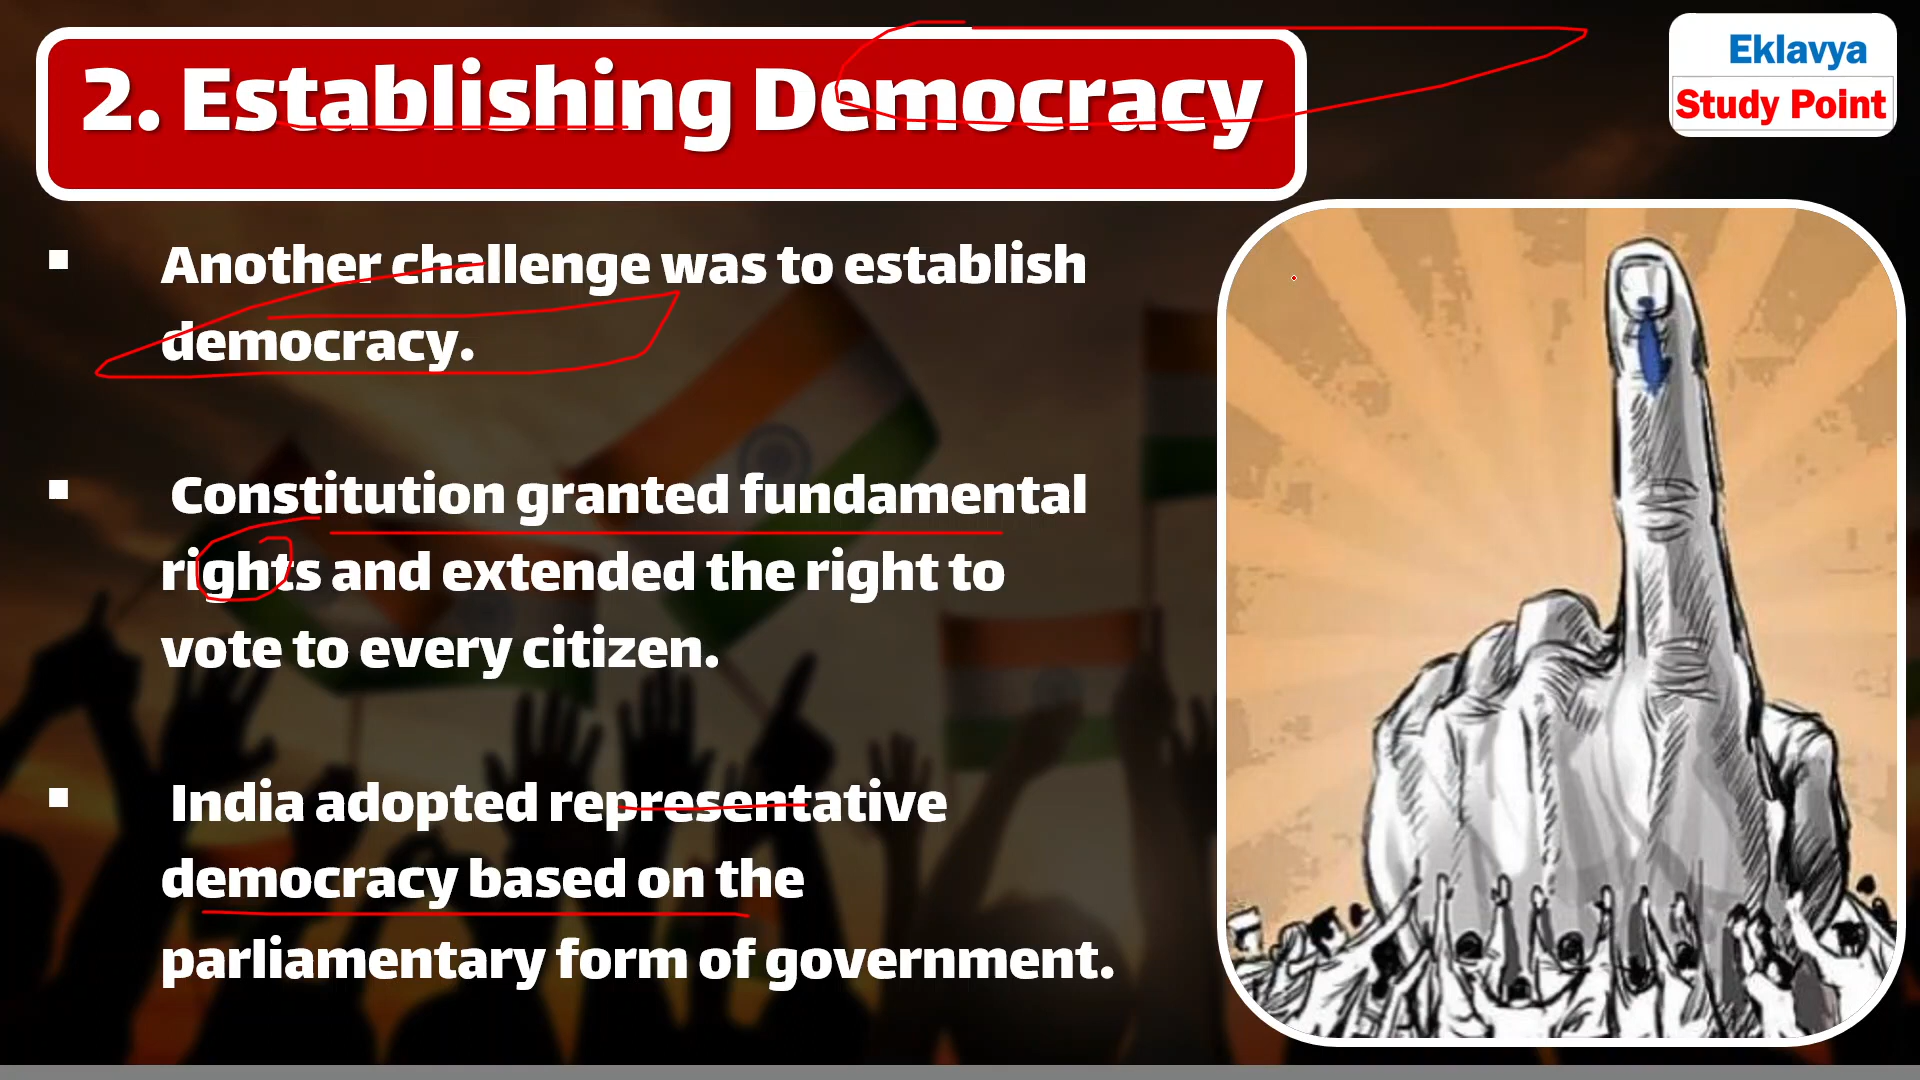 2. Establishing Democracy
Eklavya
Study Point
▪ Another challenge was to establish
democracy.
▪ Constitution granted fundamental
rights and extended the right to
vote to every citizen.
▪ India adopted representative
democracy based on the
parliamentary form of government.